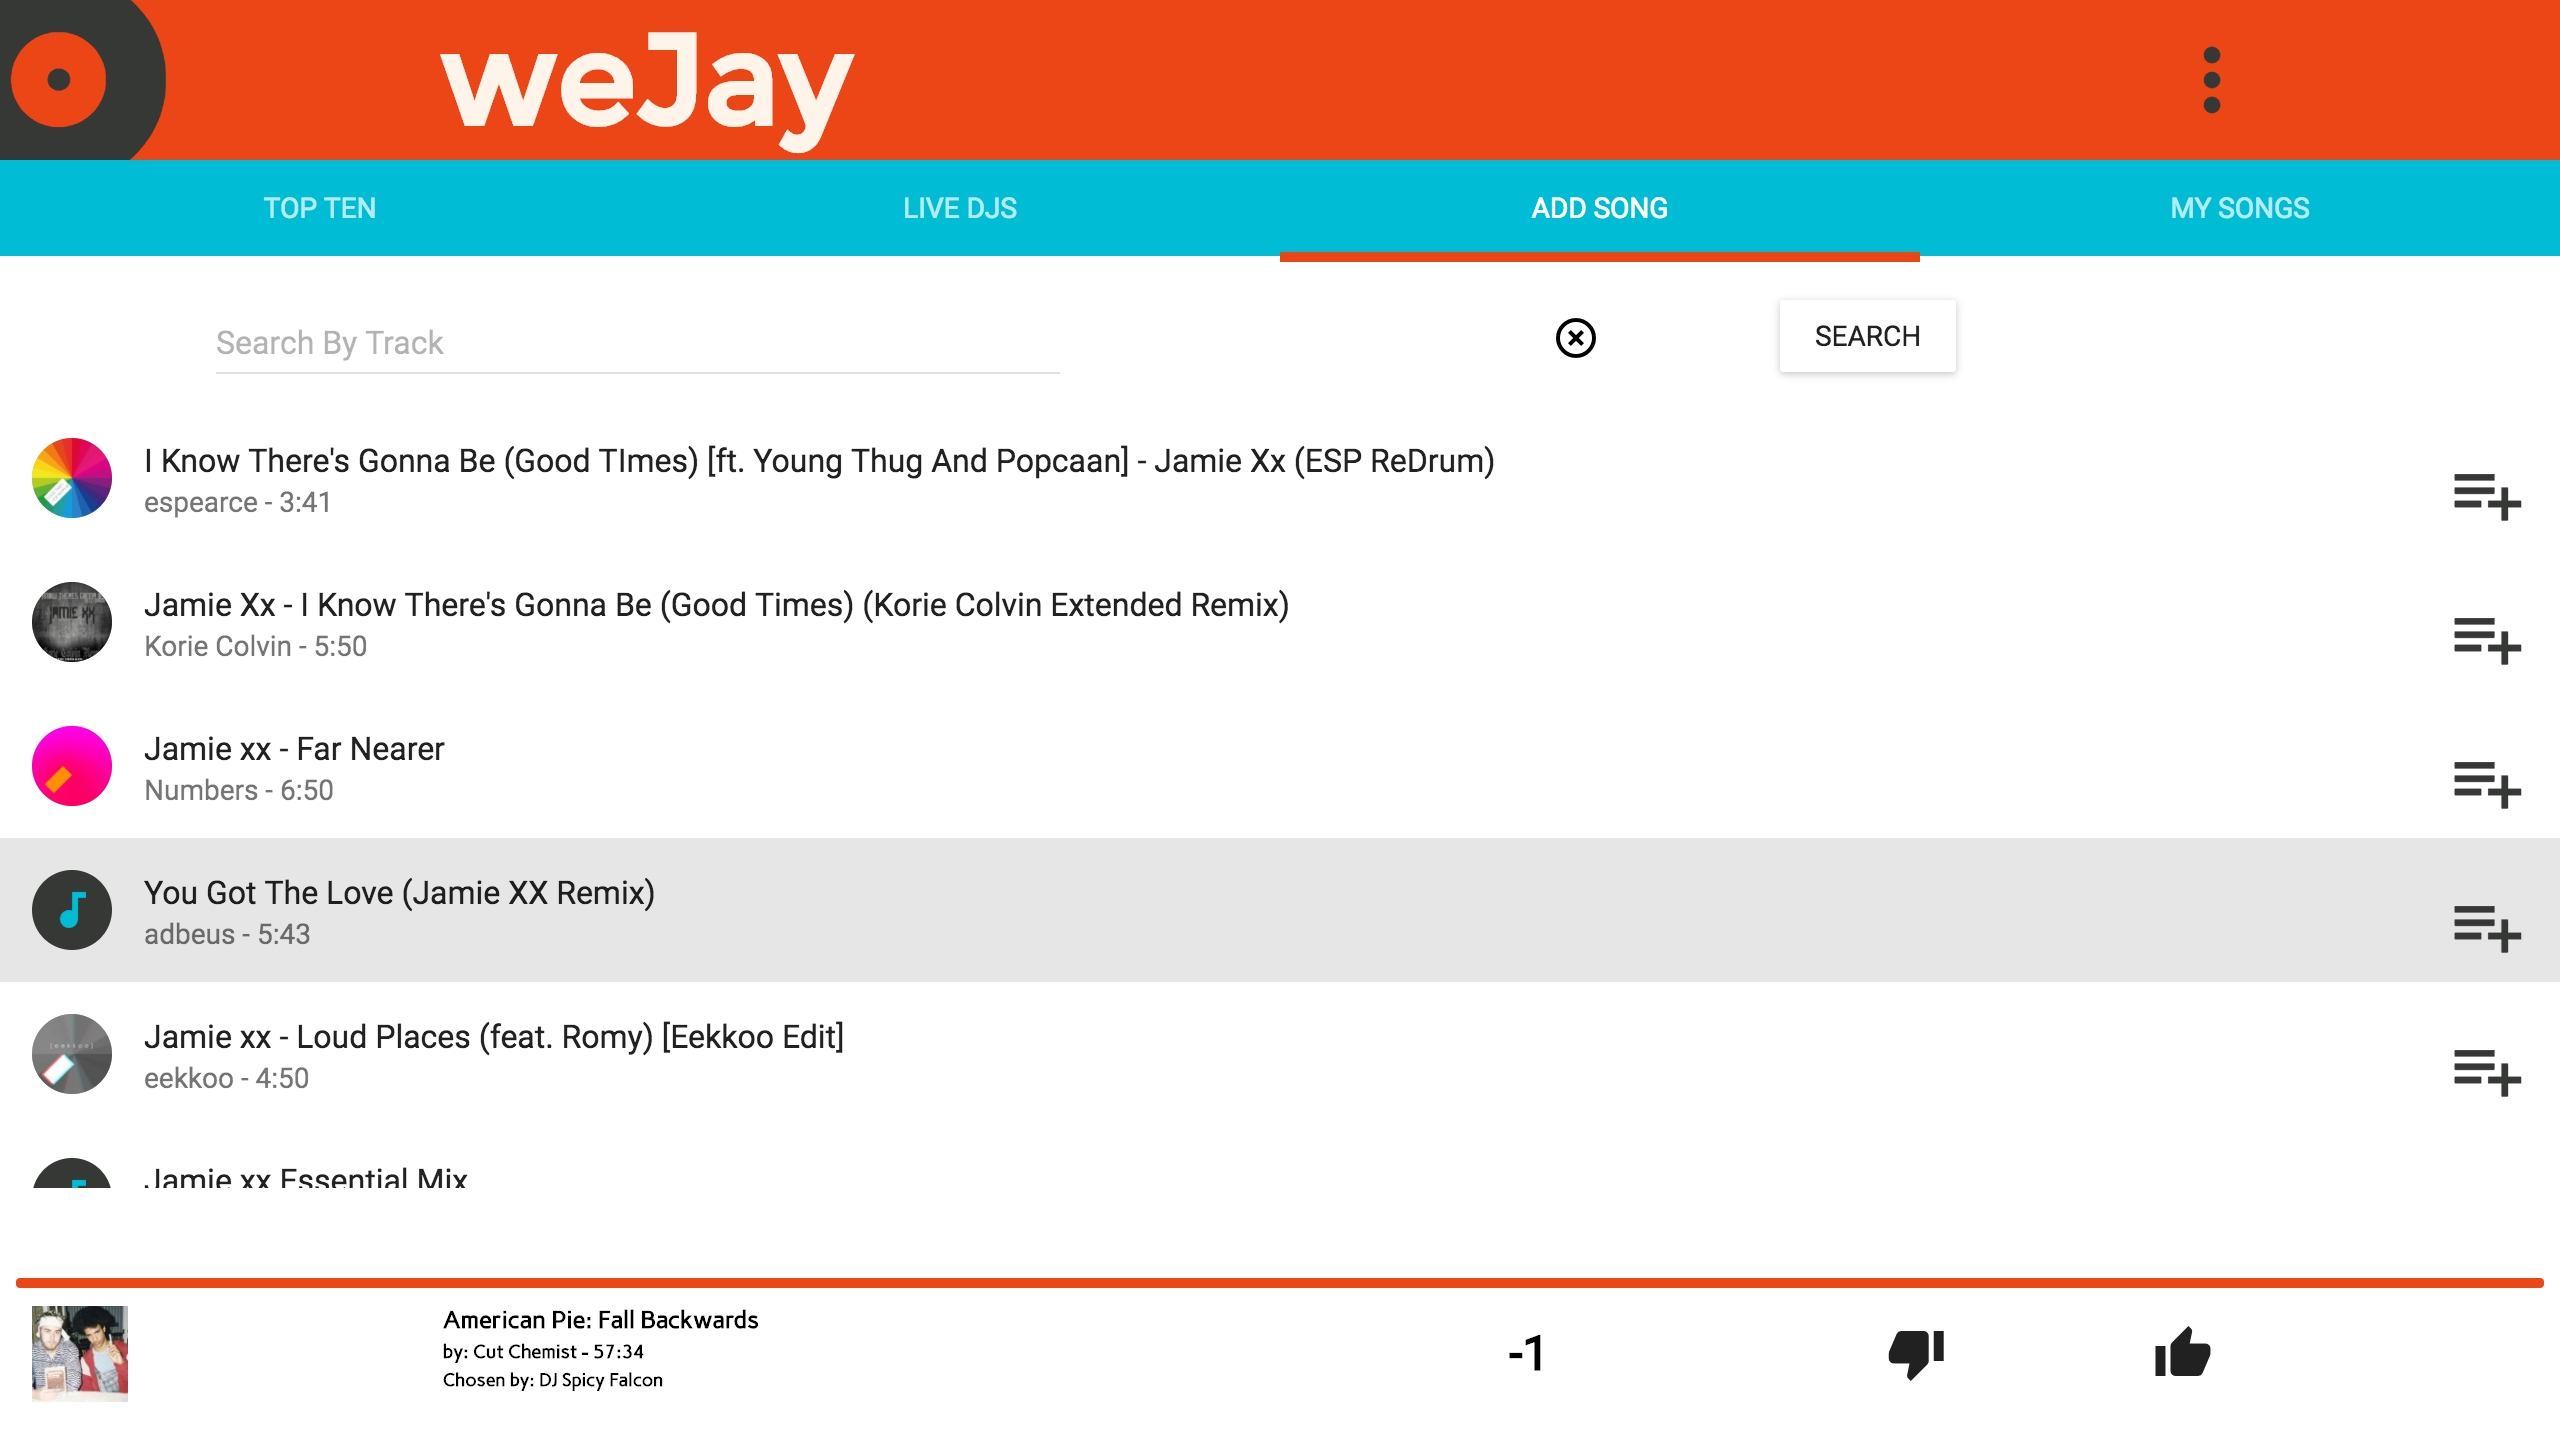 weJay
TOP TEN
LIVE DJS
ADD SONG
MY SONGS
Search By Track
SEARCH
I Know There's Gonna Be (Good TImes) [ft. Young Thug And Popcaan] - Jamie Xx (ESP ReDrum)
espearce - 3:41
Jamie Xx - I Know There's Gonna Be (Good Times) (Korie Colvin Extended Remix)
Korie Colvin - 5:50
Jamie xx - Far Nearer
Numbers - 6:50
You Got The Love (Jamie XX Remix)
adbeus - 5:43
Jamie xx - Loud Places (feat. Romy) [Eekkoo Edit]
eekkoo - 4:50
Jamie xx Essential Mix
American Pie: Fall Backwards
by: Cut Chemist - 57:34
Chosen by: DJ Spicy Falcon
-1